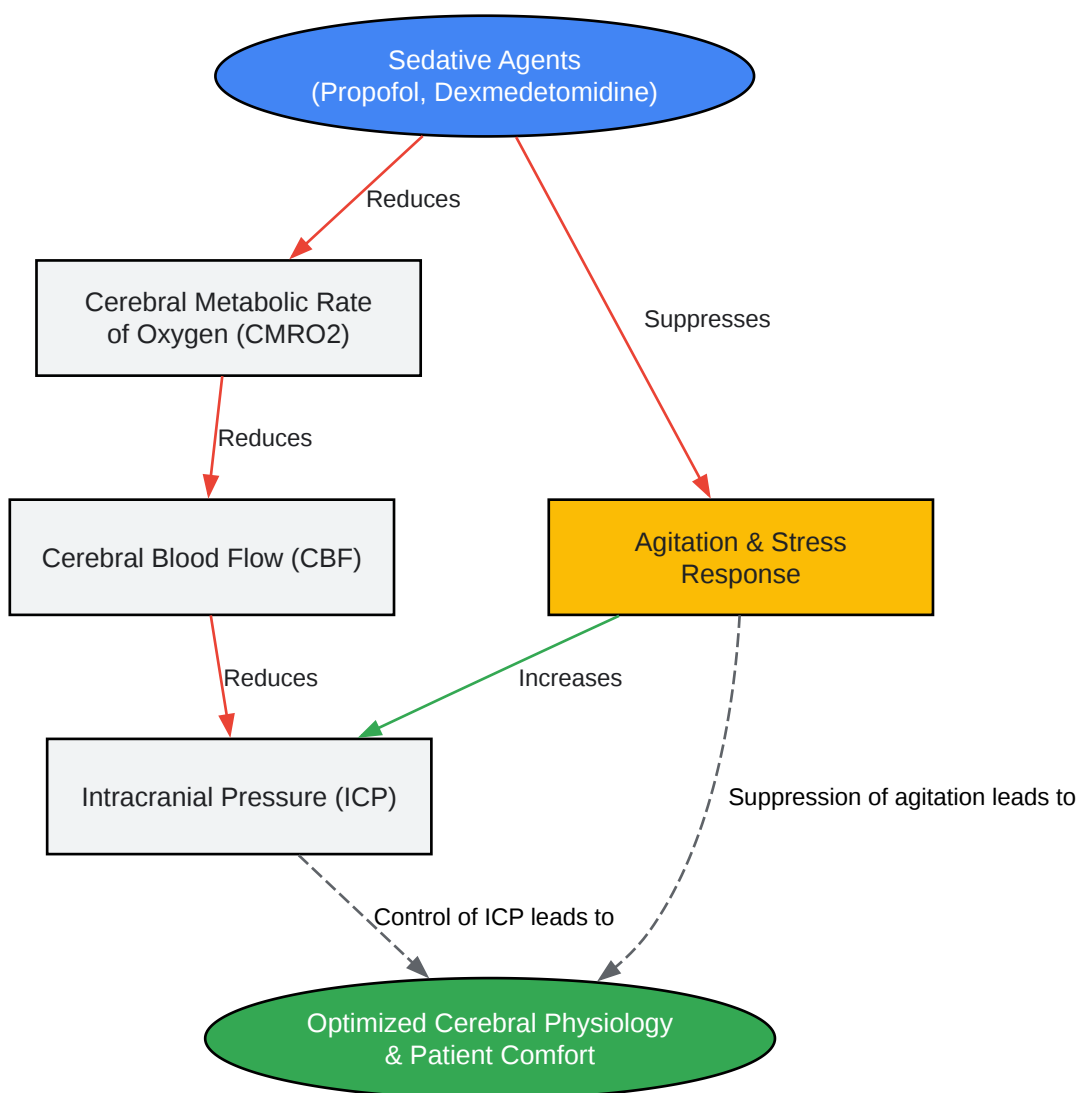 Sedative Agents
(Propofol, Dexmedetomidine)
Reduces
Cerebral Metabolic Rate
of Oxygen (CMRO2)
Suppresses
Reduces
Cerebral Blood Flow (CBF)
Agitation & Stress
Response
Reduces
Increases
Intracranial Pressure (ICP)
Suppression of agitation leads to
Control of ICP leads to
Optimized Cerebral Physiology
& Patient Comfort